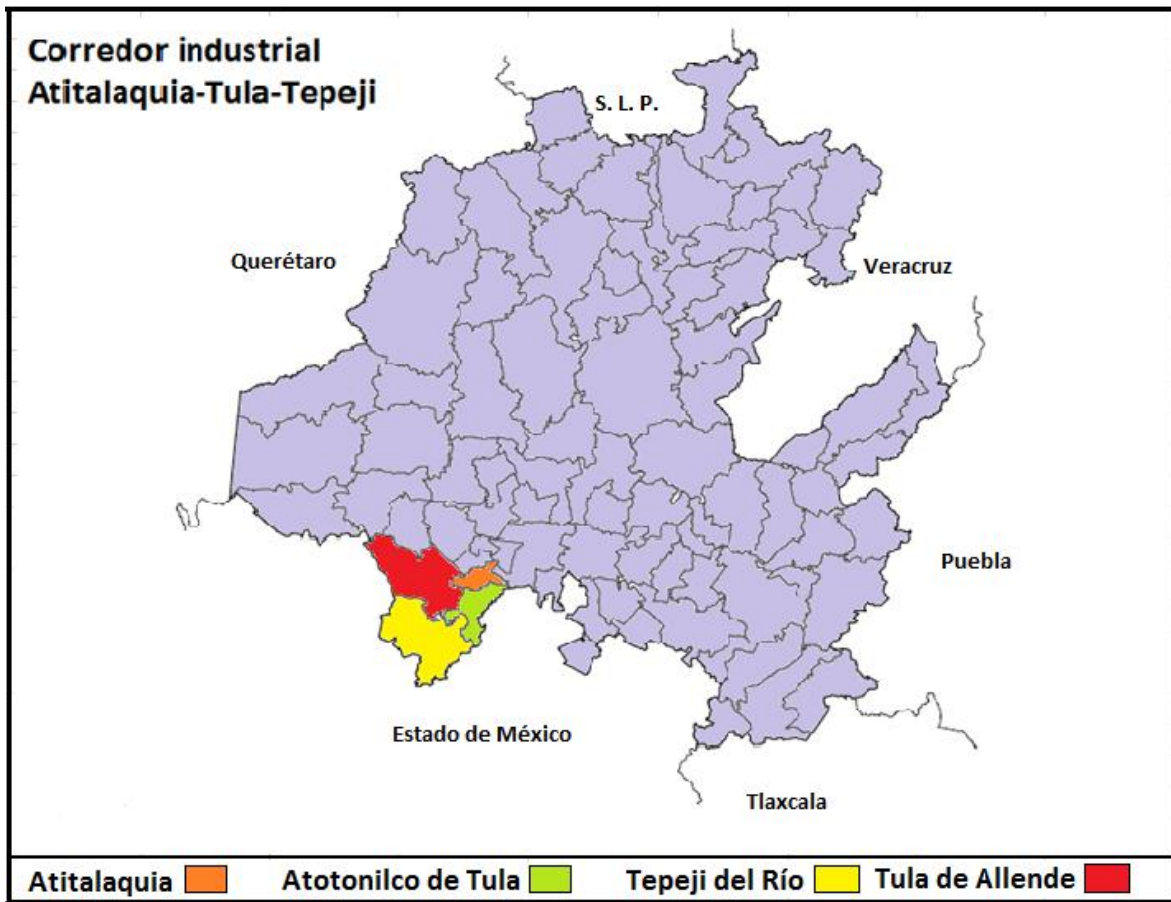 Corredor industrial
Atitalaquia-Tula-Tepeji
S. L. P.
Querétaro
Veracruz
Puebla
Estado de México
Tlaxcala
Atitalaquia Atotonilco de Tula Tepeji del Río Tula de Allende